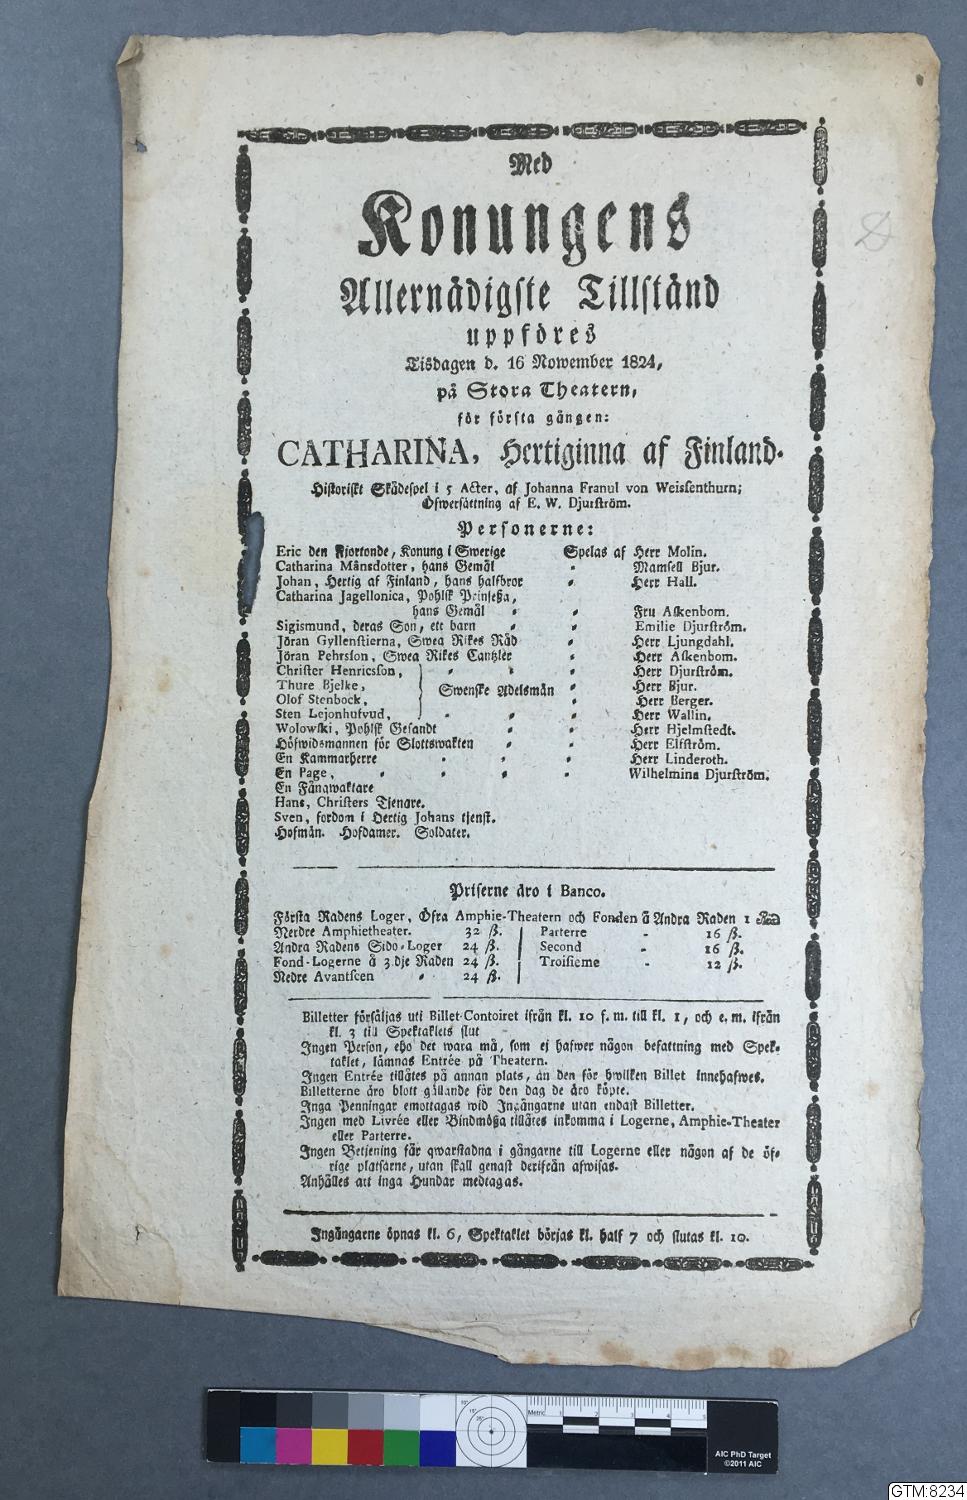 Med
Konungens
Allernådigste Tillstånd
uppföres
Tisdagen d. 16 Nowember 1824,
på Stora Theatern,
för första gången:
CATHARINA, Hertiginna af Finland.
Historiskt Skådespel i 5 Acter, af Johanna Franul von Weissenthurn;
Öfwersättning af E. W. Djurström.
Personerne:
Eric den Fjortonde, Konung i Swerige Spelas af Herr Molin.
Catharina Månsdotter, hans Gemål Mamsell Bjur.
Johan, Hertig af Finland, hans halfbror Herr Hall.
Catharina Jagellonica, Pohlsk Prinseßa,
hans Gemål Fru Askenbom.
Sigismund, deras Son, ett barn Emilie Djurström.
Jöran Gyllenstierna, Swea Rikes Råd Herr Ljungdahl.
Jöran Pehrsson, Swea Rikes Cantzler Herr Askenbom.
Christer Henricsson, Herr Djurström.
Thure Bjelke, Swenske Adelsmän Herr Bjur.
Olof Stenbock, Herr Berger.
Sten Lejonhufvud, Herr Wallin.
Wolowski, Pohlsk Gesandt Herr Hjelmstedt.
Höfwidsmannen för Slottswakten Herr Elfström.
En Kammarherre Herr Linderoth.
En Page, Wilhelmina Djurström.
En Fångwaktare
Hans, Christers Tjenare.
Sven, fordom i Hertig Johans tjenst.
Hofmän. Hofdamer. Soldater.
Priserne äro i Banco.
Första Radens Loger, Öfra Amphie-Theatern och Fonden å Andra Raden 1 R:d
Nerdre Amphietheater. 32 ß. Parterre - 16 ß.
Andra Radens Sido-Loger 24 ß. Second - 16 ß.
Fond-Logerne å 3:dje Raden 24 ß. Troisieme - 12 ß.
Nedre Avantscen 24 ß.
Billetter försäljas uti Billet-Contoiret ifrån kl. 10 f. m. till kl. 1, och e. m. ifrån
kl. 3 till Spektaklets slut
Ingen Person, eho det wara må, som ej hafwer någon befattning med Spek-
taklet, lämnas Entrée på Theatern.
Ingen Entrée tillåtes på annan plats, än den för hwilken Billet innehafwes.
Billetterne äro blott gällande för den dag de äro köpte.
Inga Penningar emottagas wid Ingångarne utan endast Billetter.
Ingen med Livrée eller Bindmößa tillåtes inkomma i Logerne, Amphie-Theater
eller Parterre.
Ingen Betjening får qwarstadna i gångarne till Logerne eller någon af de öf-
rige platsarne, utan skall genast derifrån afwisas.
Anhålles att inga Hundar medtagas.
Ingångarne öpnas kl. 6, Spektaklet börjas kl. half 7 och slutas kl. 10.
Metric 1 2 3 4 5
AIC PhD Target
©2011 AIC
GTM:8234